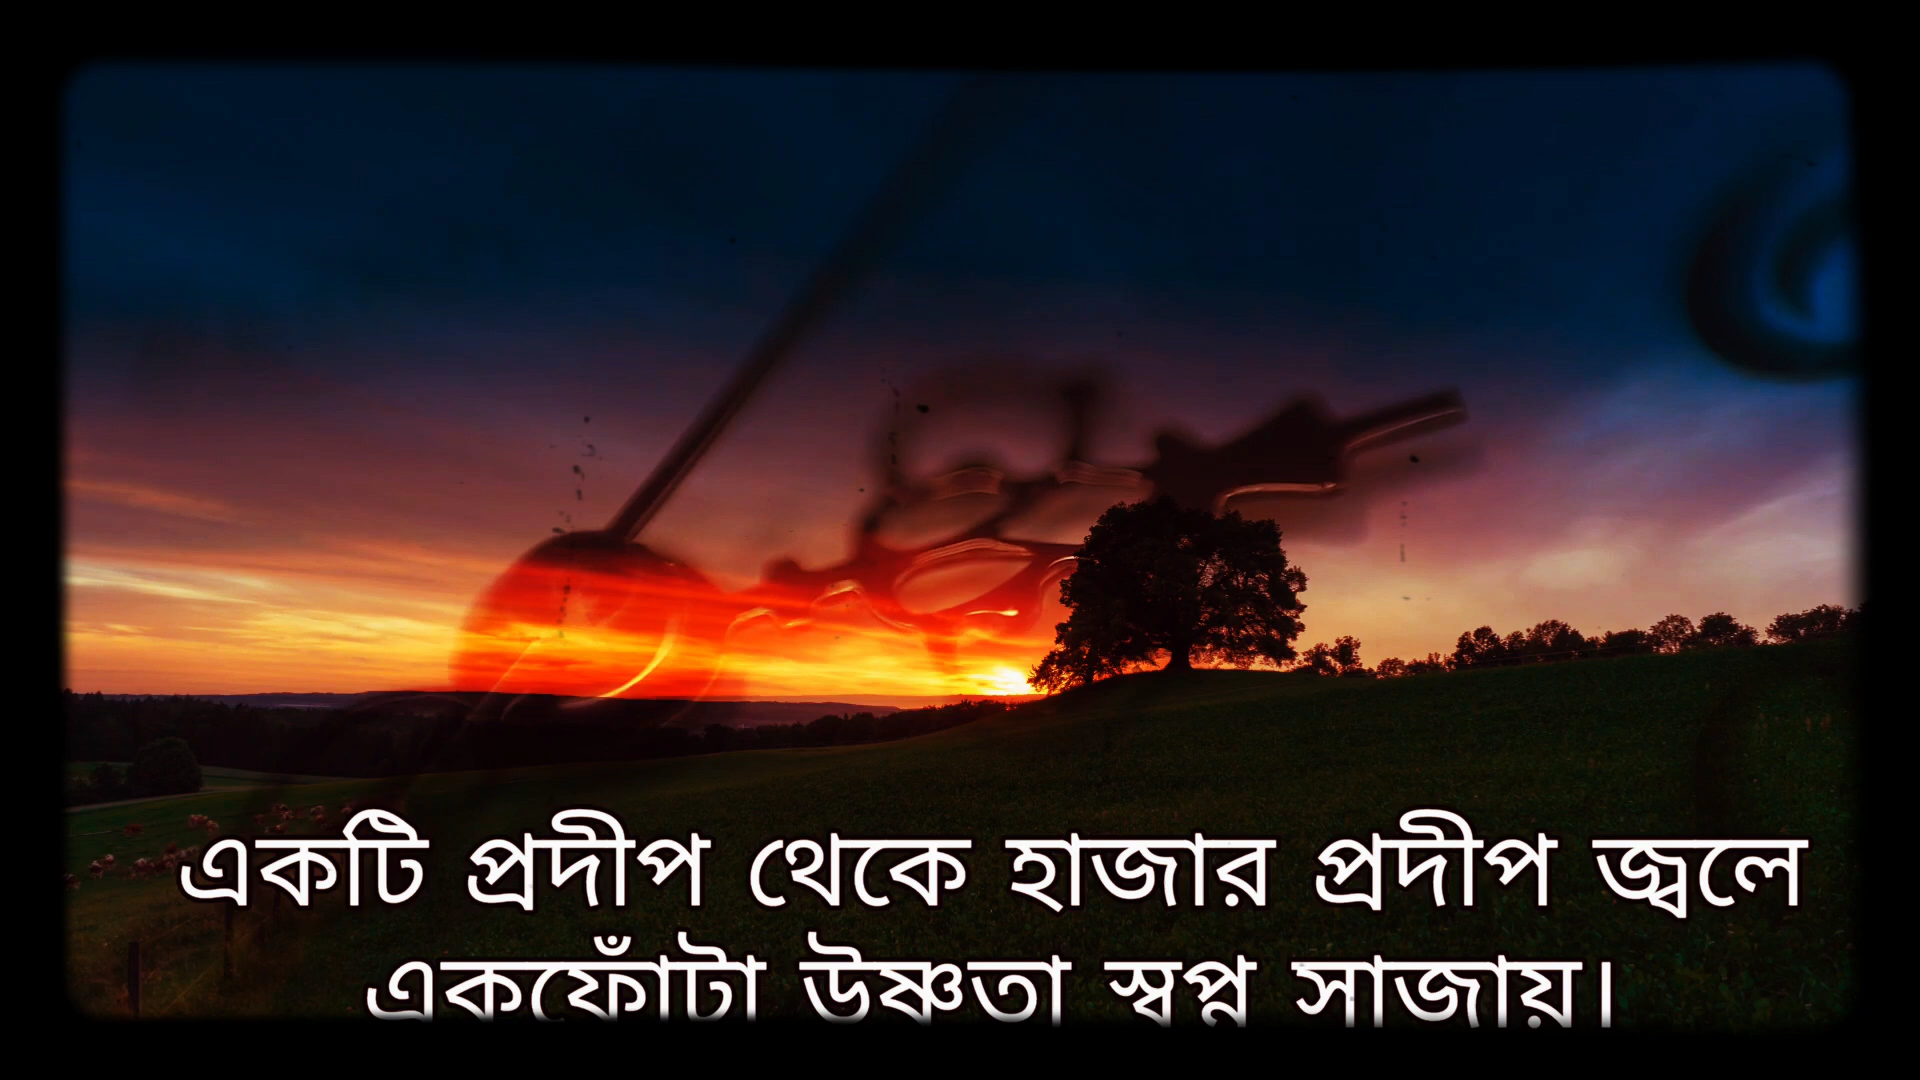 একটি প্রদীপ থেকে হাজার প্রদীপ জ্বলে
একফোঁটা উষ্ণতা স্বপ্ন সাজায়।